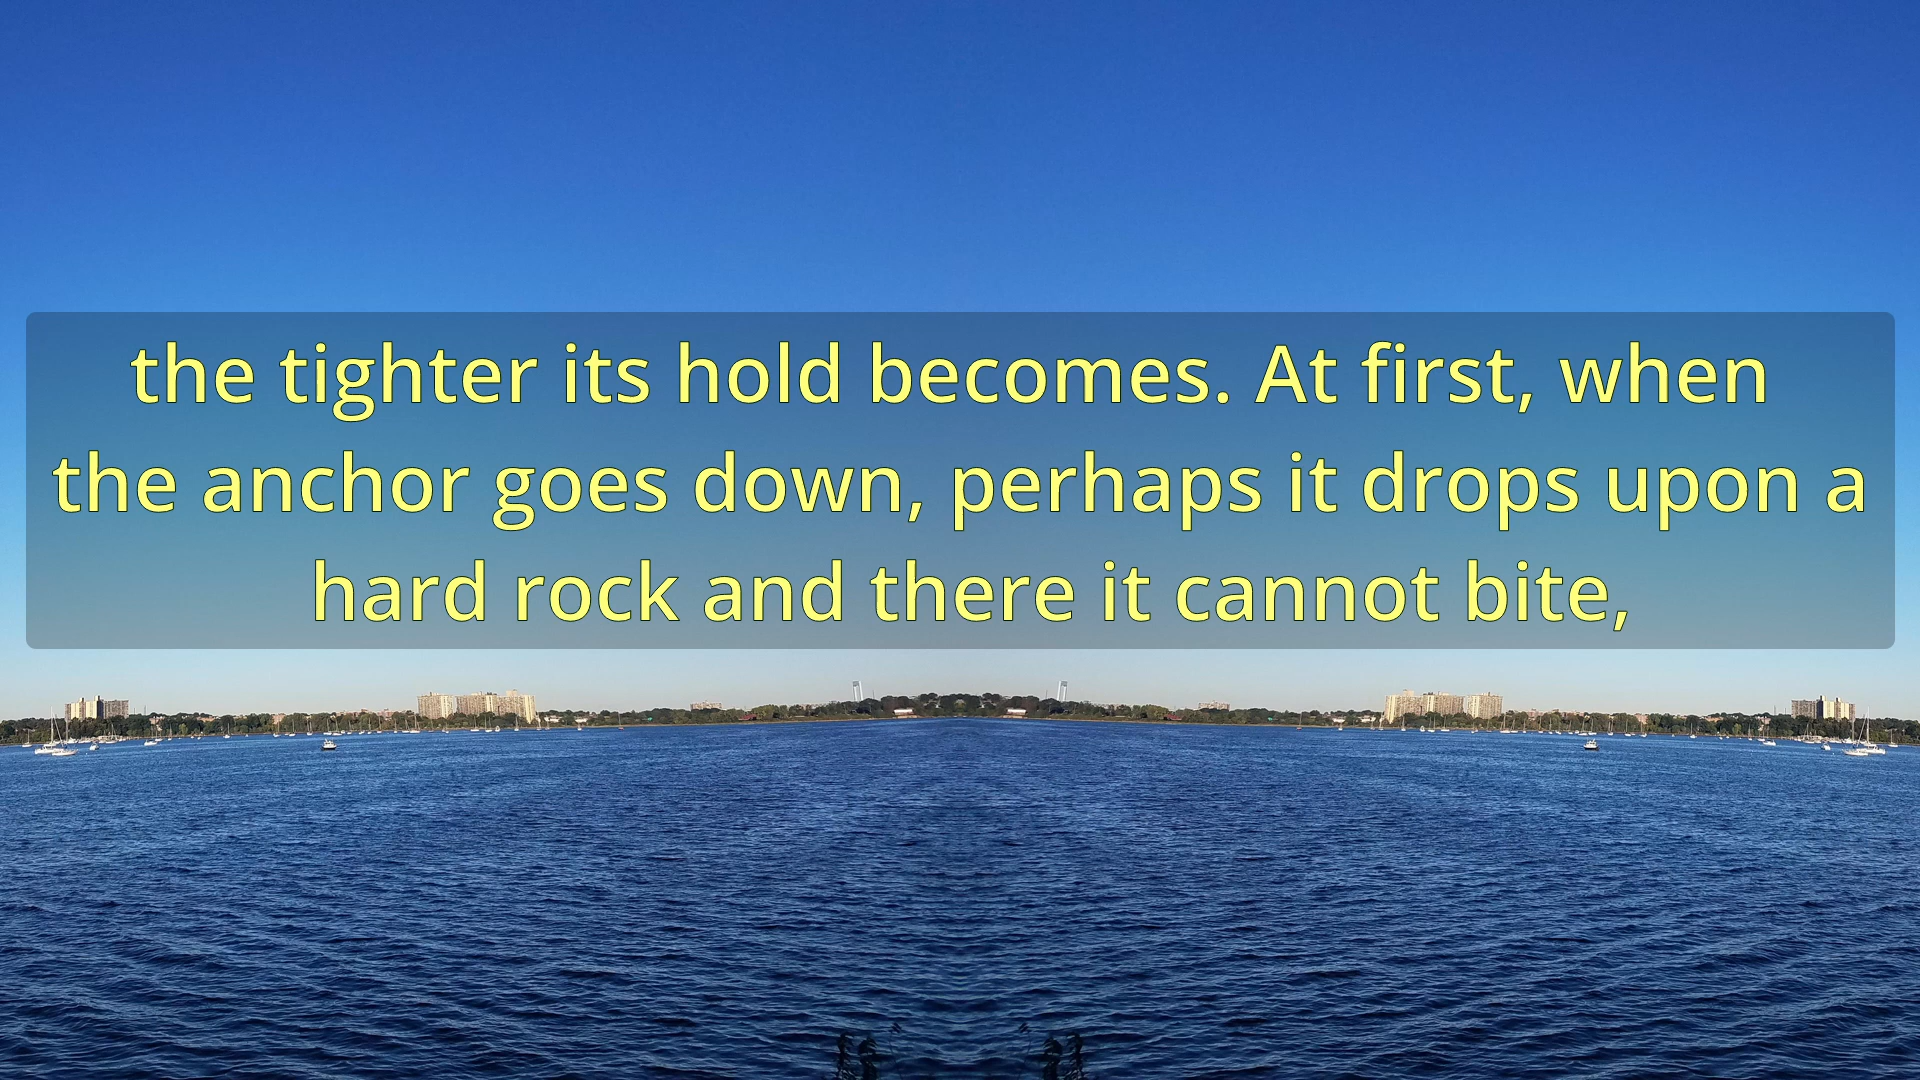 the tighter its hold becomes. At first, when
the anchor goes down, perhaps it drops upon a
hard rock and there it cannot bite,